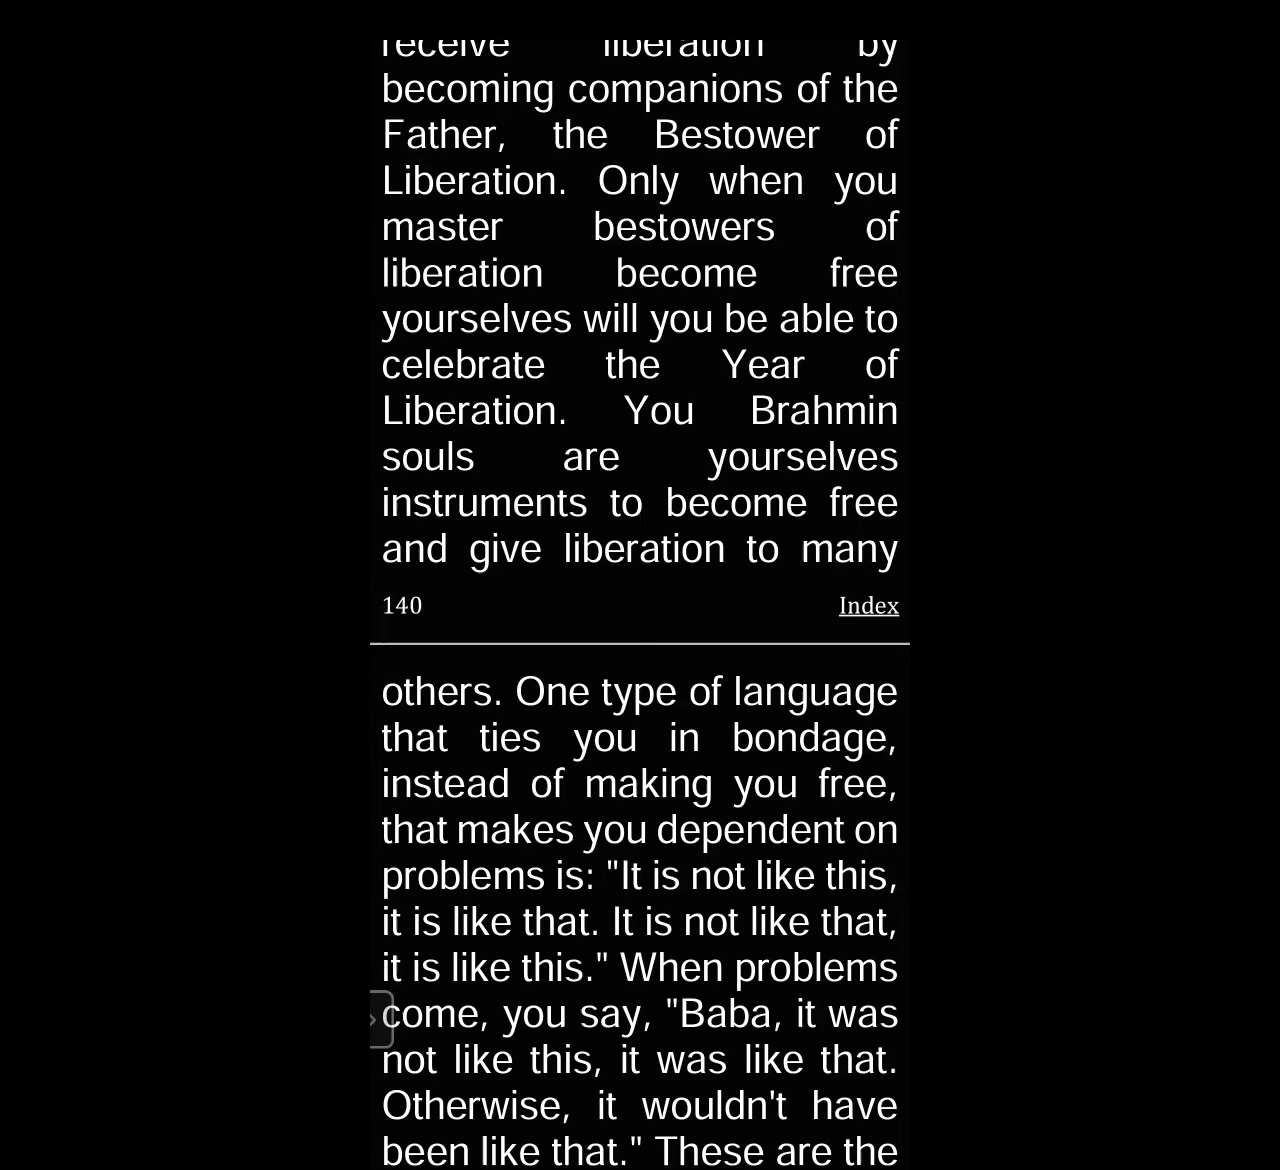 receive liberation by
becoming companions of the
Father, the Bestower of
Liberation. Only when you
master bestowers of
liberation become free
yourselves will you be able to
celebrate the Year of
Liberation. You Brahmin
souls are yourselves
instruments to become free
and give liberation to many
140 Index
others. One type of language
that ties you in bondage,
instead of making you free,
that makes you dependent on
problems is: "It is not like this,
it is like that. It is not like that,
it is like this." When problems
come, you say, "Baba, it was
not like this, it was like that.
Otherwise, it wouldn't have
been like that." These are the